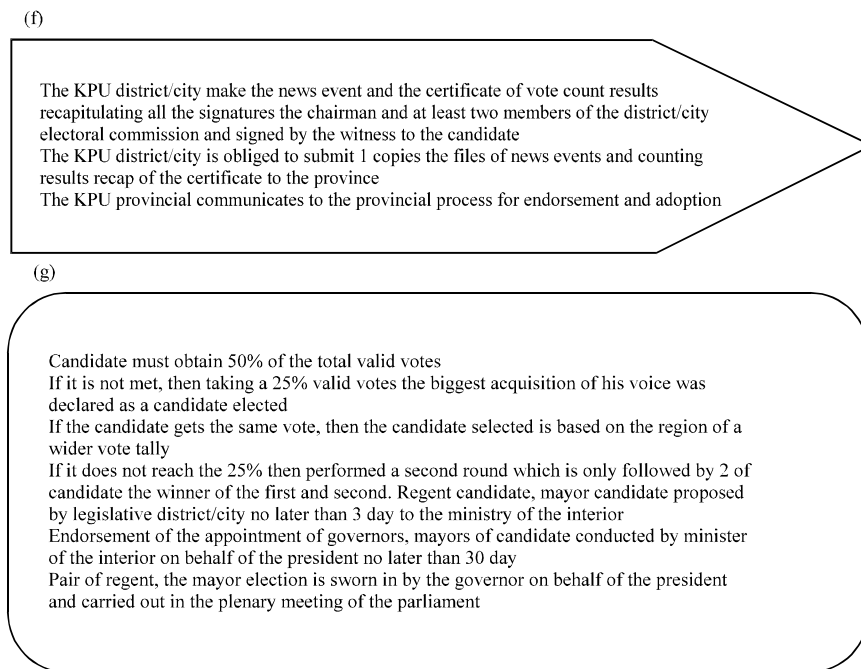 (f)
The KPU district/city make the news event and the certificate of vote count results
recapitulating all the signatures the chairman and at least two members of the district/city
electoral commission and signed by the witness to the candidate
The KPU district/city is obliged to submit 1 copies the files of news events and counting
results recap of the certificate to the province
The KPU provincial communicates to the provincial process for endorsement and adoption
(g)
Candidate must obtain 50% of the total valid votes
If it is not met, then taking a 25% valid votes the biggest acquisition of his voice was
declared as a candidate elected
If the candidate gets the same vote, then the candidate selected is based on the region of a
wider vote tally
If it does not reach the 25% then performed a second round which is only followed by 2 of
candidate the winner of the first and second. Regent candidate, mayor candidate proposed
by legislative district/city no later than 3 day to the ministry of the interior
Endorsement of the appointment of governors, mayors of candidate conducted by minister
of the interior on behalf of the president no later than 30 day
Pair of regent, the mayor election is sworn in by the governor on behalf of the president
and carried out in the plenary meeting of the parliament